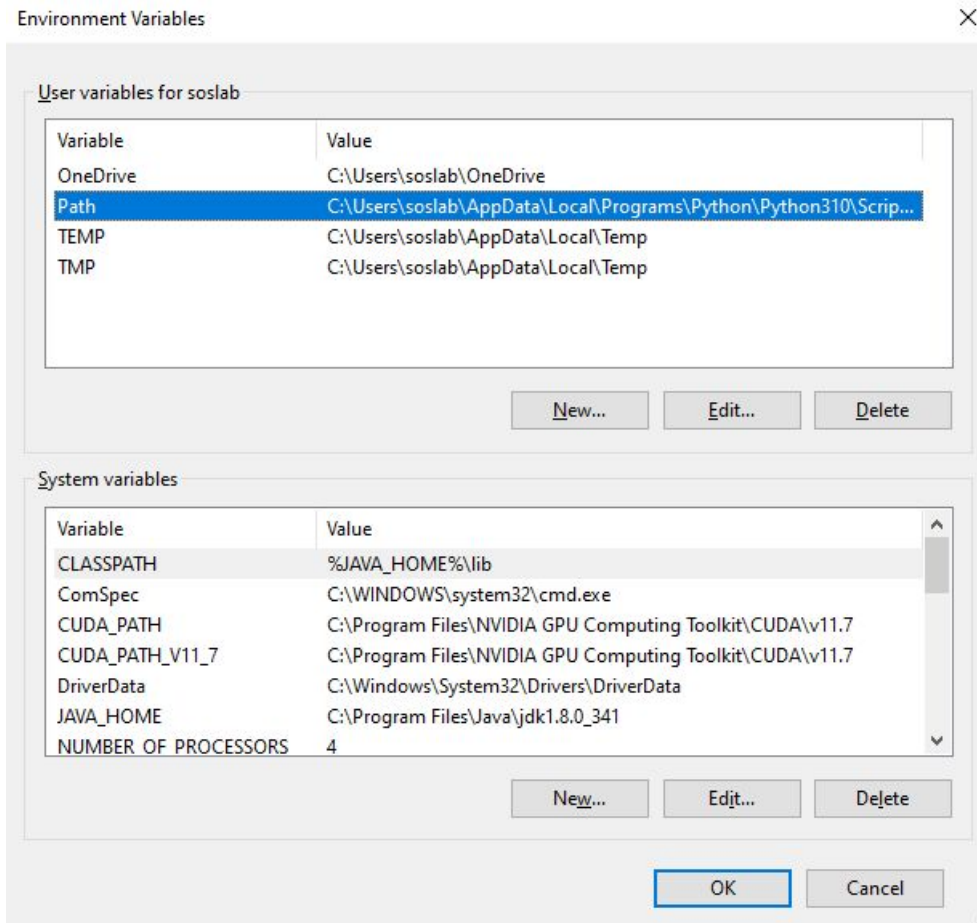 Environment Variables
User variables for soslab
Variable Value
OneDrive C:\Users\soslab\OneDrive
Path C:\Users\soslab\AppData\Local\Programs\Python\Python310\Scrip...
TEMP C:\Users\soslab\AppData\Local\Temp
TMP C:\Users\soslab\AppData\Local\Temp
New... Edit... Delete
System variables
Variable Value
CLASSPATH %JAVA_HOME%\lib
ComSpec C:\WINDOWS\system32\cmd.exe
CUDA_PATH C:\Program Files\NVIDIA GPU Computing Toolkit\CUDA\v11.7
CUDA_PATH_V11_7 C:\Program Files\NVIDIA GPU Computing Toolkit\CUDA\v11.7
DriverData C:\Windows\System32\Drivers\DriverData
JAVA_HOME C:\Program Files\Java\jdk1.8.0_341
NUMBER_OF_PROCESSORS 4
New... Edit... Delete
OK Cancel